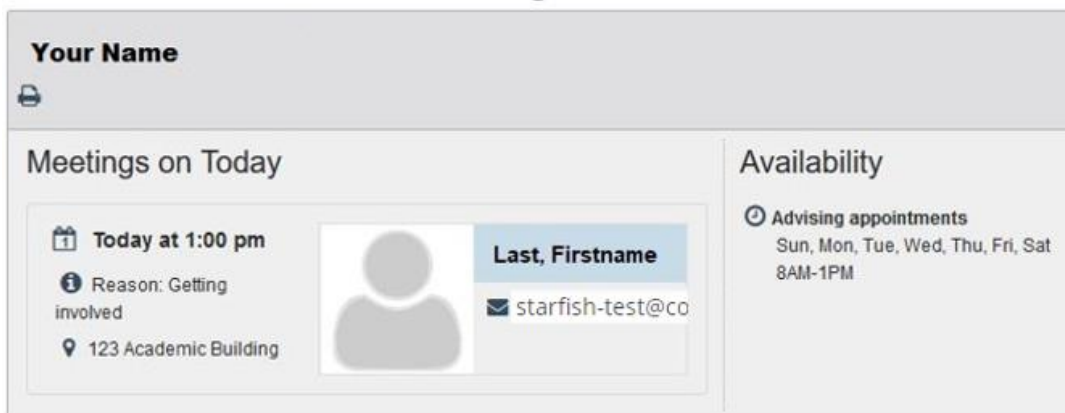 Your Name
Meetings on Today
Today at 1:00 pm
Reason: Getting
involved
123 Academic Building
Last, Firstname
starfish-test@co
Availability
Advising appointments
Sun, Mon, Tue, Wed, Thu, Fri, Sat
8AM-1PM